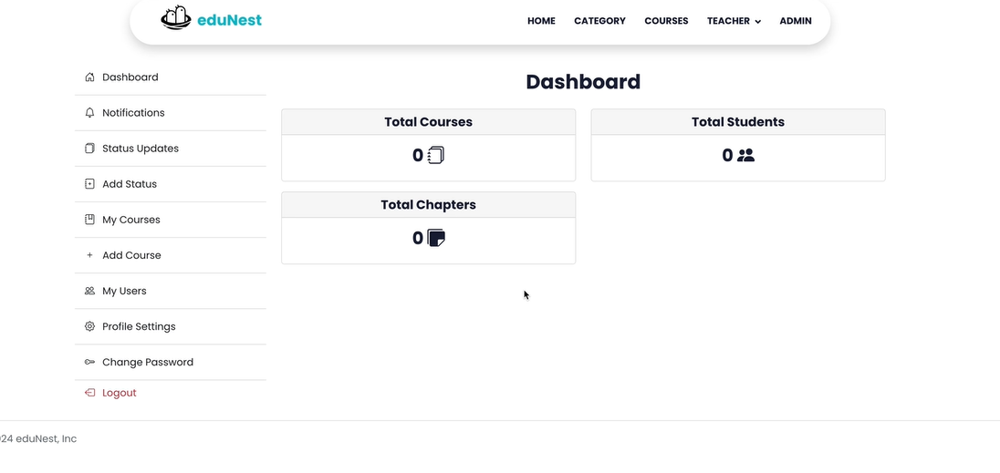 eduNest
HOME CATEGORY COURSES TEACHER ADMIN
Dashboard
Notifications
Status Updates
Add Status
My Courses
Add Course
My Users
Profile Settings
Change Password
Logout
Dashboard
Total Courses
0
Total Students
0
Total Chapters
0
24 eduNest, Inc